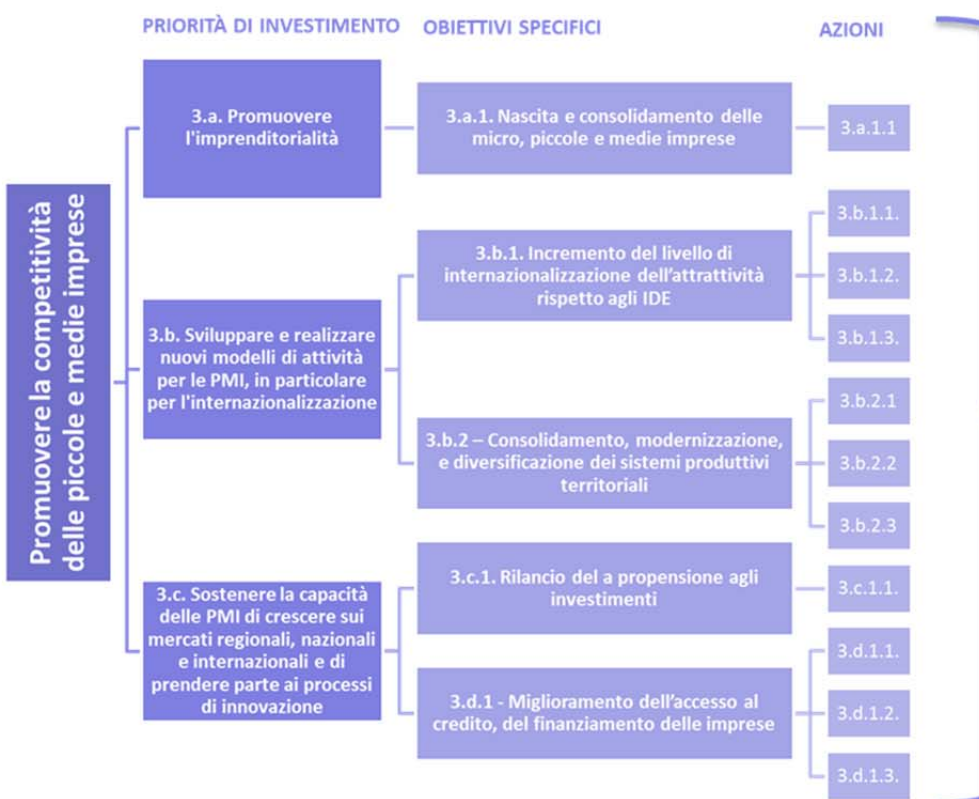 PRIORITÀ DI INVESTIMENTO
OBIETTIVI SPECIFICI
AZIONI
Promuovere la competitività
delle piccole e medie imprese
3.a. Promuovere
l'imprenditorialità
3.a.1. Nascita e consolidamento delle
micro, piccole e medie imprese
3.a.1.1
3.b. Sviluppare e realizzare
nuovi modelli di attività
per le PMI, in particolare
per l'internazionalizzazione
3.b.1. Incremento del livello di
internazionalizzazione dell’attrattività
rispetto agli IDE
3.b.1.1.
3.b.1.2.
3.b.1.3.
3.b.2 – Consolidamento, modernizzazione,
e diversificazione dei sistemi produttivi
territoriali
3.b.2.1
3.b.2.2
3.b.2.3
3.c. Sostenere la capacità
delle PMI di crescere sui
mercati regionali, nazionali
e internazionali e di
prendere parte ai processi
di innovazione
3.c.1. Rilancio del a propensione agli
investimenti
3.c.1.1.
3.d.1 - Miglioramento dell’accesso al
credito, del finanziamento delle imprese
3.d.1.1.
3.d.1.2.
3.d.1.3.